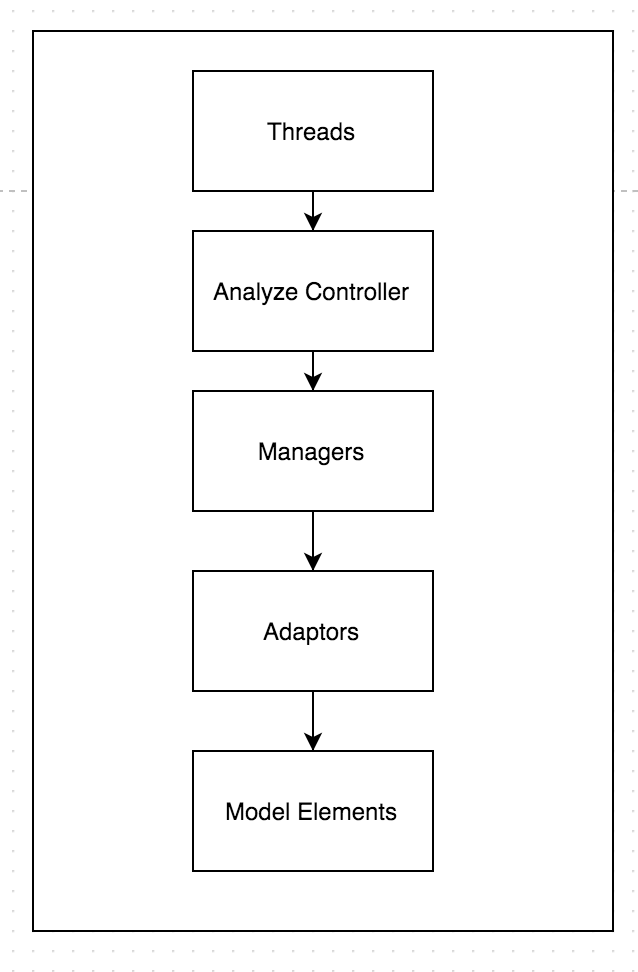 Threads
Analyze Controller
Managers
Adaptors
Model Elements